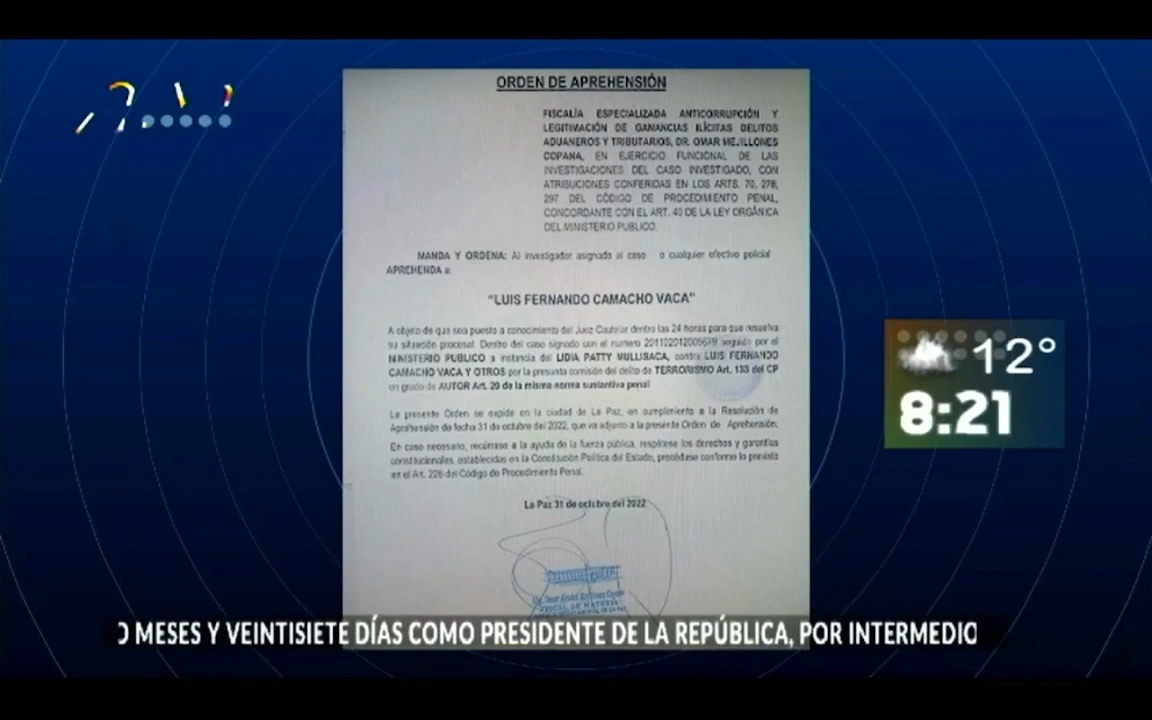 ORDEN DE APREHENSIÓN
FISCALÍA ESPECIALIZADA ANTICORRUPCIÓN Y
LEGITIMACIÓN DE GANANCIAS ILÍCITAS DELITOS
ADUANEROS Y TRIBUTARIOS, DR. OMAR MEJILLONES
COPANA, EN EJERCICIO FUNCIONAL DE LAS
INVESTIGACIONES DEL CASO INVESTIGADO, CON
ATRIBUCIONES CONFERIDAS EN LOS ARTS. 70, 278,
297 DEL CÓDIGO DE PROCEDIMIENTO PENAL,
CONCORDANTE CON EL ART. 40 DE LA LEY ORGÁNICA
DEL MINISTERIO PUBLICO.
MANDA Y ORDENA: Al investigador asignado al caso o cualquier efectivo policial
APREHENDA a:
"LUIS FERNANDO CAMACHO VACA"
A objeto de que sea puesto a conocimiento del Juez Cautelar dentro las 24 horas para que resuelva
su situación procesal. Dentro del caso signado con el numero seguido por el
MINISTERIO PUBLICO a instancia del LIDIA PATTY MULLISACA, contra LUIS FERNANDO
CAMACHO VACA Y OTROS por la presunta comisión del delito de TERRORISMO Art. 133 del CP
en grado de AUTOR Art. 20 de la misma norma sustantiva penal
La presente Orden se expide en la ciudad de La Paz, en cumplimiento a la Resolución de
Aprehensión de fecha 31 de octubre del 2022, que va adjunto a la presente Orden de Aprehensión.
En caso necesario, recúrrase a la ayuda de la fuerza pública, respétese los derechos y garantías
constitucionales, establecidas en la Constitución Política del Estado, procédase conforme lo previsto
en el Art. 226 del Código de Procedimiento Penal.
La Paz 31 de octubre del 2022
FISCAL DE MATERIA
12°
8:21
O MESES Y VEINTISIETE DÍAS COMO PRESIDENTE DE LA REPÚBLICA, POR INTERMEDIO